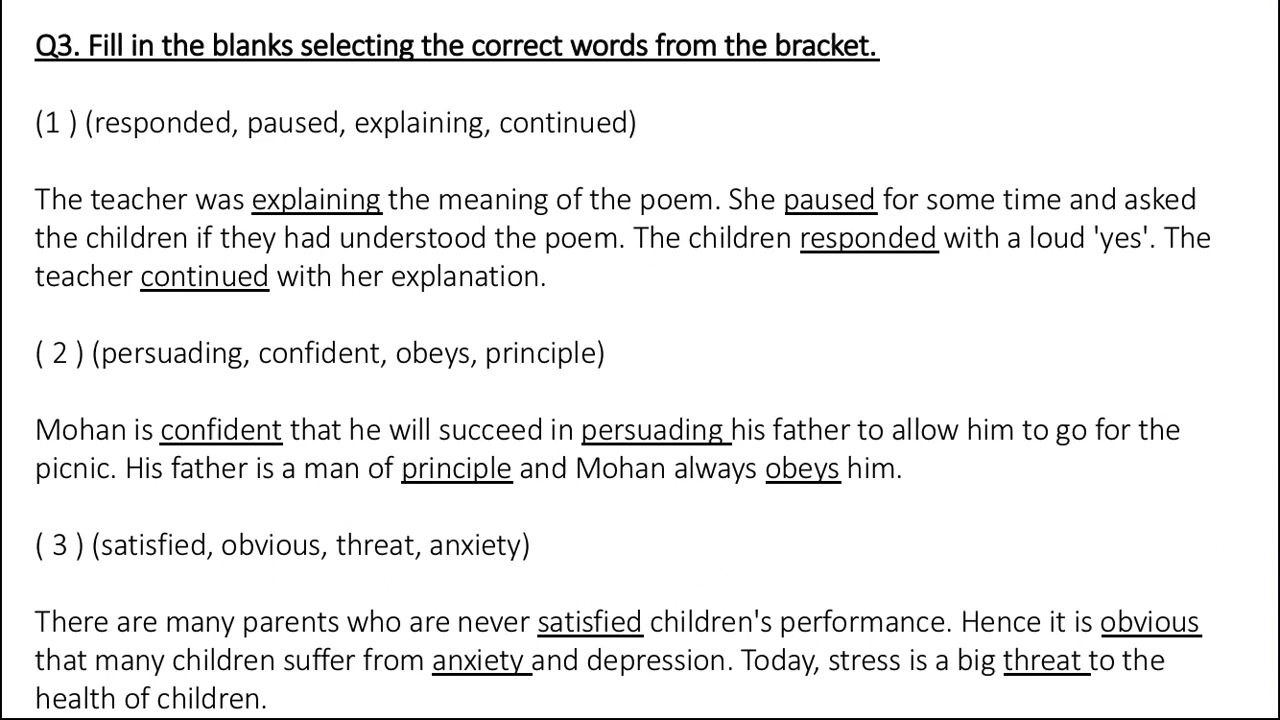 Q3. Fill in the blanks selecting the correct words from the bracket.
(1 ) (responded, paused, explaining, continued)
The teacher was explaining the meaning of the poem. She paused for some time and asked
the children if they had understood the poem. The children responded with a loud 'yes'. The
teacher continued with her explanation.
( 2 ) (persuading, confident, obeys, principle)
Mohan is confident that he will succeed in persuading his father to allow him to go for the
picnic. His father is a man of principle and Mohan always obeys him.
( 3 ) (satisfied, obvious, threat, anxiety)
There are many parents who are never satisfied children's performance. Hence it is obvious
that many children suffer from anxiety and depression. Today, stress is a big threat to the
health of children.